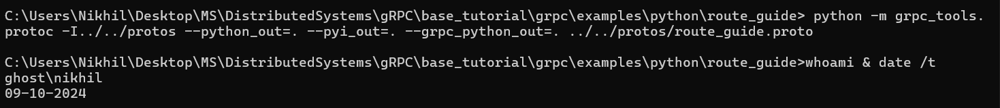 C:\Users\Nikhil\Desktop\MS\DistributedSystems\gRPC\base_tutorial\grpc\examples\python\route_guide> python -m grpc_tools.
protoc -I../../protos --python_out=. --pyi_out=. --grpc_python_out=. ../../protos/route_guide.proto
C:\Users\Nikhil\Desktop\MS\DistributedSystems\gRPC\base_tutorial\grpc\examples\python\route_guide>whoami & date /t
ghost\nikhil
09-10-2024